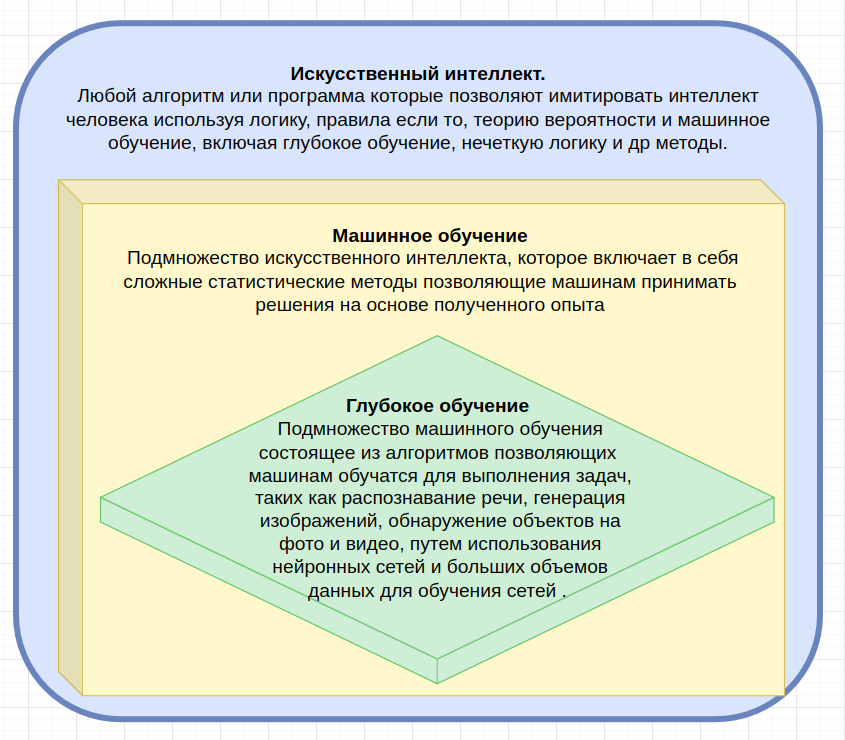 Искусственный интеллект.
Любой алгоритм или программа которые позволяют имитировать интеллект
человека используя логику, правила если то, теорию вероятности и машинное
обучение, включая глубокое обучение, нечеткую логику и др методы.
Машинное обучение
Подмножество искусственного интеллекта, которое включает в себя
сложные статистические методы позволяющие машинам принимать
решения на основе полученного опыта
Глубокое обучение
Подмножество машинного обучения
состоящее из алгоритмов позволяющих
машинам обучатся для выполнения задач,
таких как распознавание речи, генерация
изображений, обнаружение объектов на
фото и видео, путем использования
нейронных сетей и больших объемов
данных для обучения сетей .